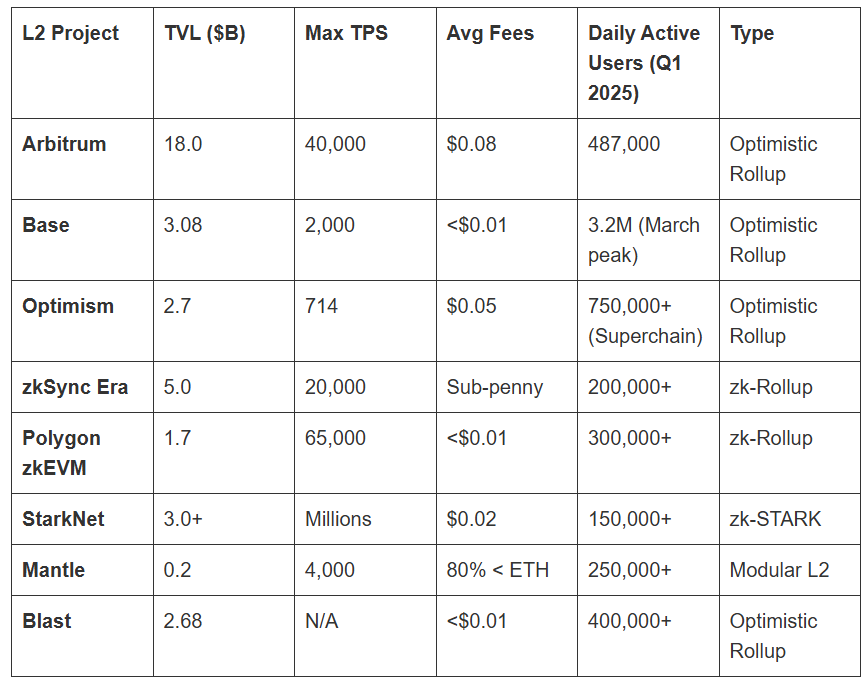 L2 Project TVL ($B) Max TPS Avg Fees Daily Active Users (Q1 2025) Type
Arbitrum 18.0 40,000 $0.08 487,000 Optimistic Rollup
Base 3.08 2,000 <$0.01 3.2M (March peak) Optimistic Rollup
Optimism 2.7 714 $0.05 750,000+ (Superchain) Optimistic Rollup
zkSync Era 5.0 20,000 Sub-penny 200,000+ zk-Rollup
Polygon zkEVM 1.7 65,000 <$0.01 300,000+ zk-Rollup
StarkNet 3.0+ Millions $0.02 150,000+ zk-STARK
Mantle 0.2 4,000 80% < ETH 250,000+ Modular L2
Blast 2.68 N/A <$0.01 400,000+ Optimistic Rollup